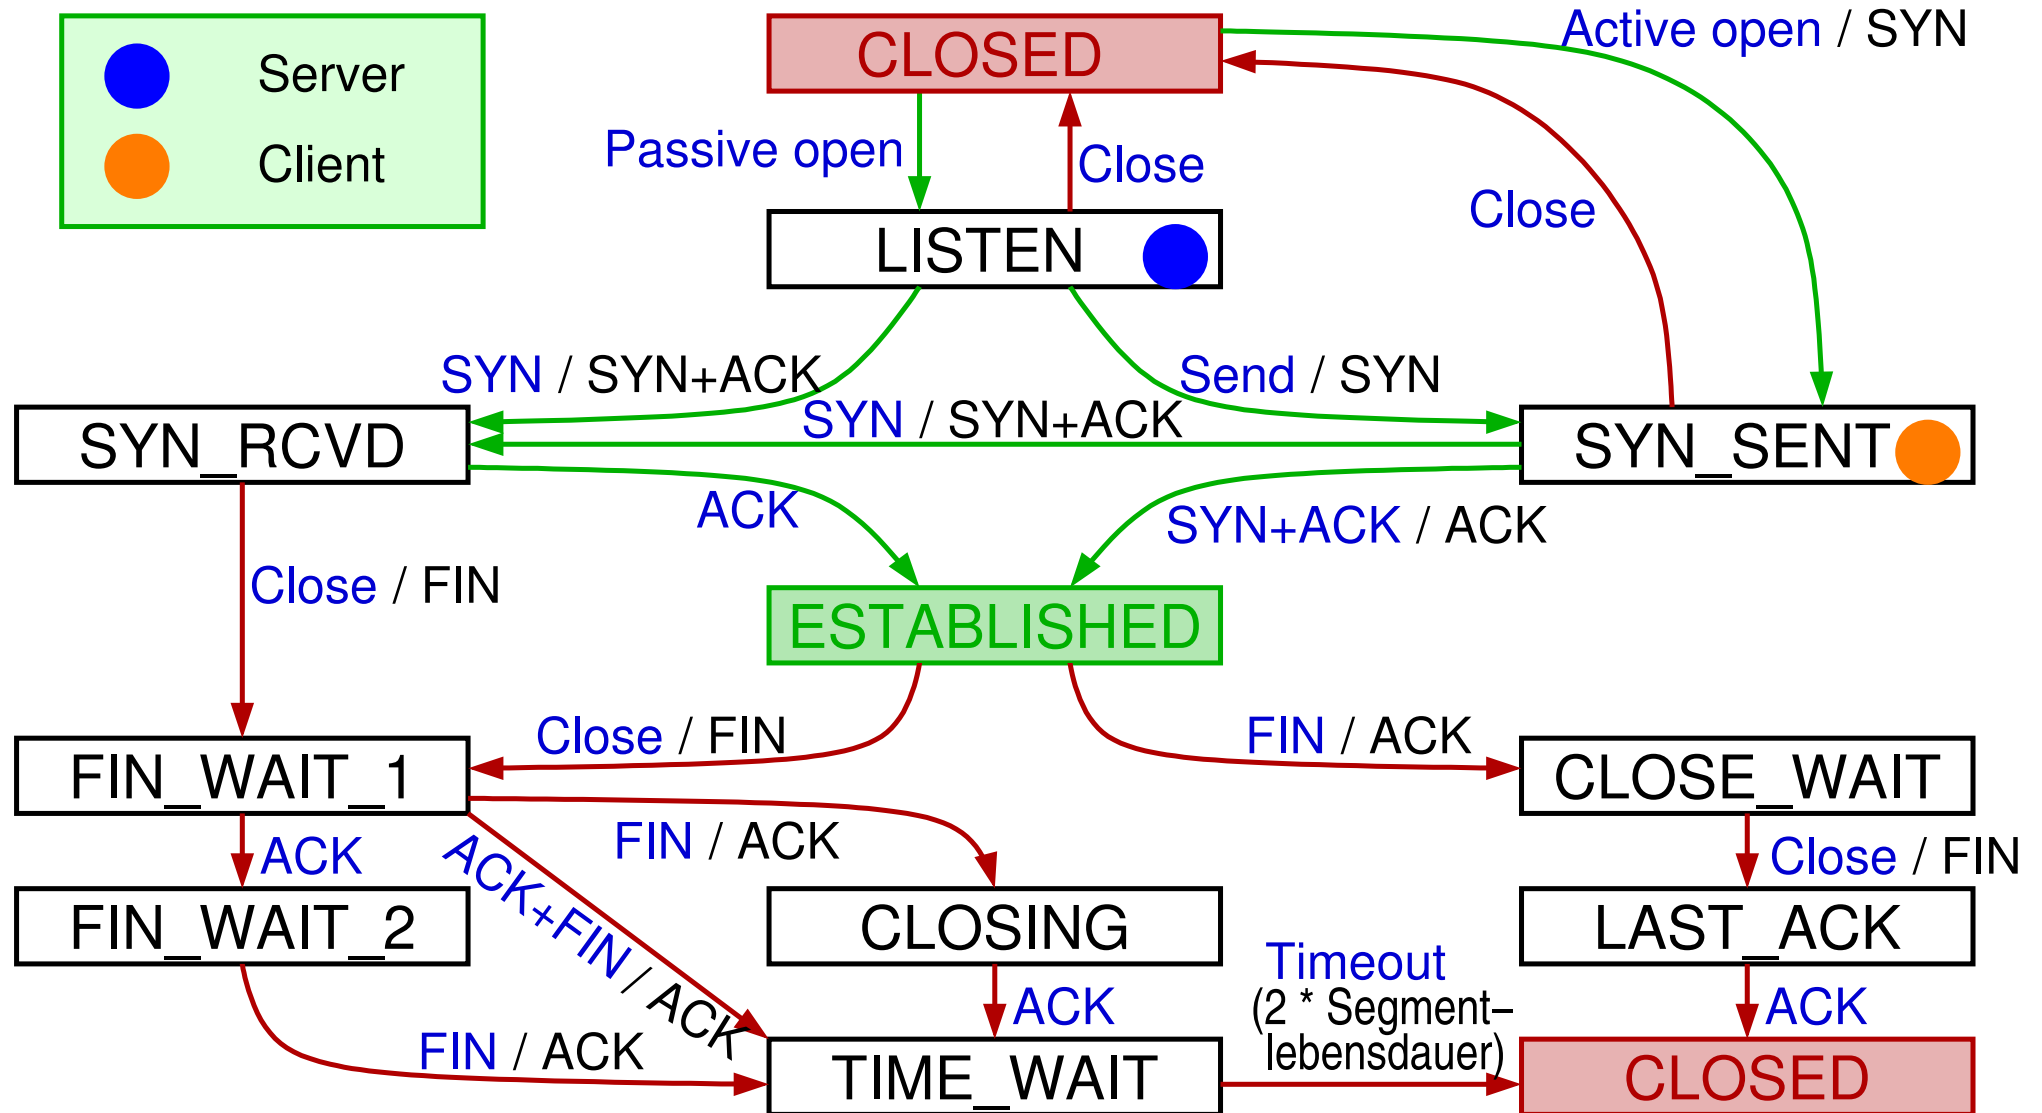 Server
Client
CLOSED
Active open / SYN
Passive open
Close
Close
LISTEN
SYN / SYN+ACK
Send / SYN
SYN / SYN+ACK
SYN_RCVD
SYN_SENT
ACK
SYN+ACK / ACK
Close / FIN
ESTABLISHED
Close / FIN
FIN / ACK
FIN_WAIT_1
CLOSE_WAIT
ACK
ACK+FIN / ACK
FIN / ACK
Close / FIN
FIN_WAIT_2
CLOSING
LAST_ACK
FIN / ACK
ACK
Timeout
(2 * Segment–
lebensdauer)
ACK
TIME_WAIT
CLOSED